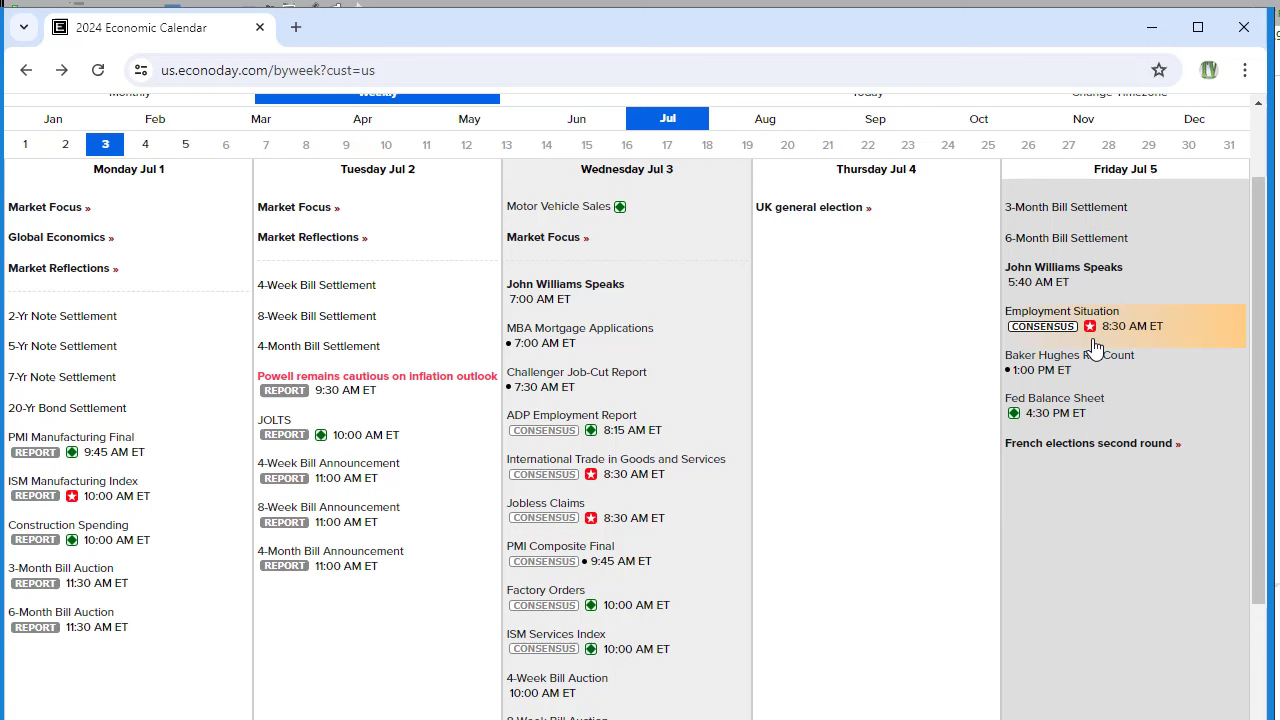 2024 Economic Calendar
us.econoday.com/byweek?cust=us
Monthly Weekly Today Change Timezone
Jan Feb Mar Apr May Jun Jul Aug Sep Oct Nov Dec
1 2 3 4 5 6 7 8 9 10 11 12 13 14 15 16 17 18 19 20 21 22 23 24 25 26 27 28 29 30 31
Monday Jul 1
Market Focus »
Global Economics »
Market Reflections »
2-Yr Note Settlement
5-Yr Note Settlement
7-Yr Note Settlement
20-Yr Bond Settlement
PMI Manufacturing Final
REPORT 9:45 AM ET
ISM Manufacturing Index
REPORT 10:00 AM ET
Construction Spending
REPORT 10:00 AM ET
3-Month Bill Auction
REPORT 11:30 AM ET
6-Month Bill Auction
REPORT 11:30 AM ET
Tuesday Jul 2
Market Focus »
Market Reflections »
4-Week Bill Settlement
8-Week Bill Settlement
4-Month Bill Settlement
Powell remains cautious on inflation outlook
REPORT 9:30 AM ET
JOLTS
REPORT 10:00 AM ET
4-Week Bill Announcement
REPORT 11:00 AM ET
8-Week Bill Announcement
REPORT 11:00 AM ET
4-Month Bill Announcement
REPORT 11:00 AM ET
Wednesday Jul 3
Motor Vehicle Sales
Market Focus »
John Williams Speaks
7:00 AM ET
MBA Mortgage Applications
7:00 AM ET
Challenger Job-Cut Report
7:30 AM ET
ADP Employment Report
CONSENSUS 8:15 AM ET
International Trade in Goods and Services
CONSENSUS 8:30 AM ET
Jobless Claims
CONSENSUS 8:30 AM ET
PMI Composite Final
CONSENSUS 9:45 AM ET
Factory Orders
CONSENSUS 10:00 AM ET
ISM Services Index
CONSENSUS 10:00 AM ET
4-Week Bill Auction
10:00 AM ET
8-Week Bill Auction
Thursday Jul 4
UK general election »
Friday Jul 5
3-Month Bill Settlement
6-Month Bill Settlement
John Williams Speaks
5:40 AM ET
Employment Situation
CONSENSUS 8:30 AM ET
Baker Hughes Count
1:00 PM ET
Fed Balance Sheet
4:30 PM ET
French elections second round »